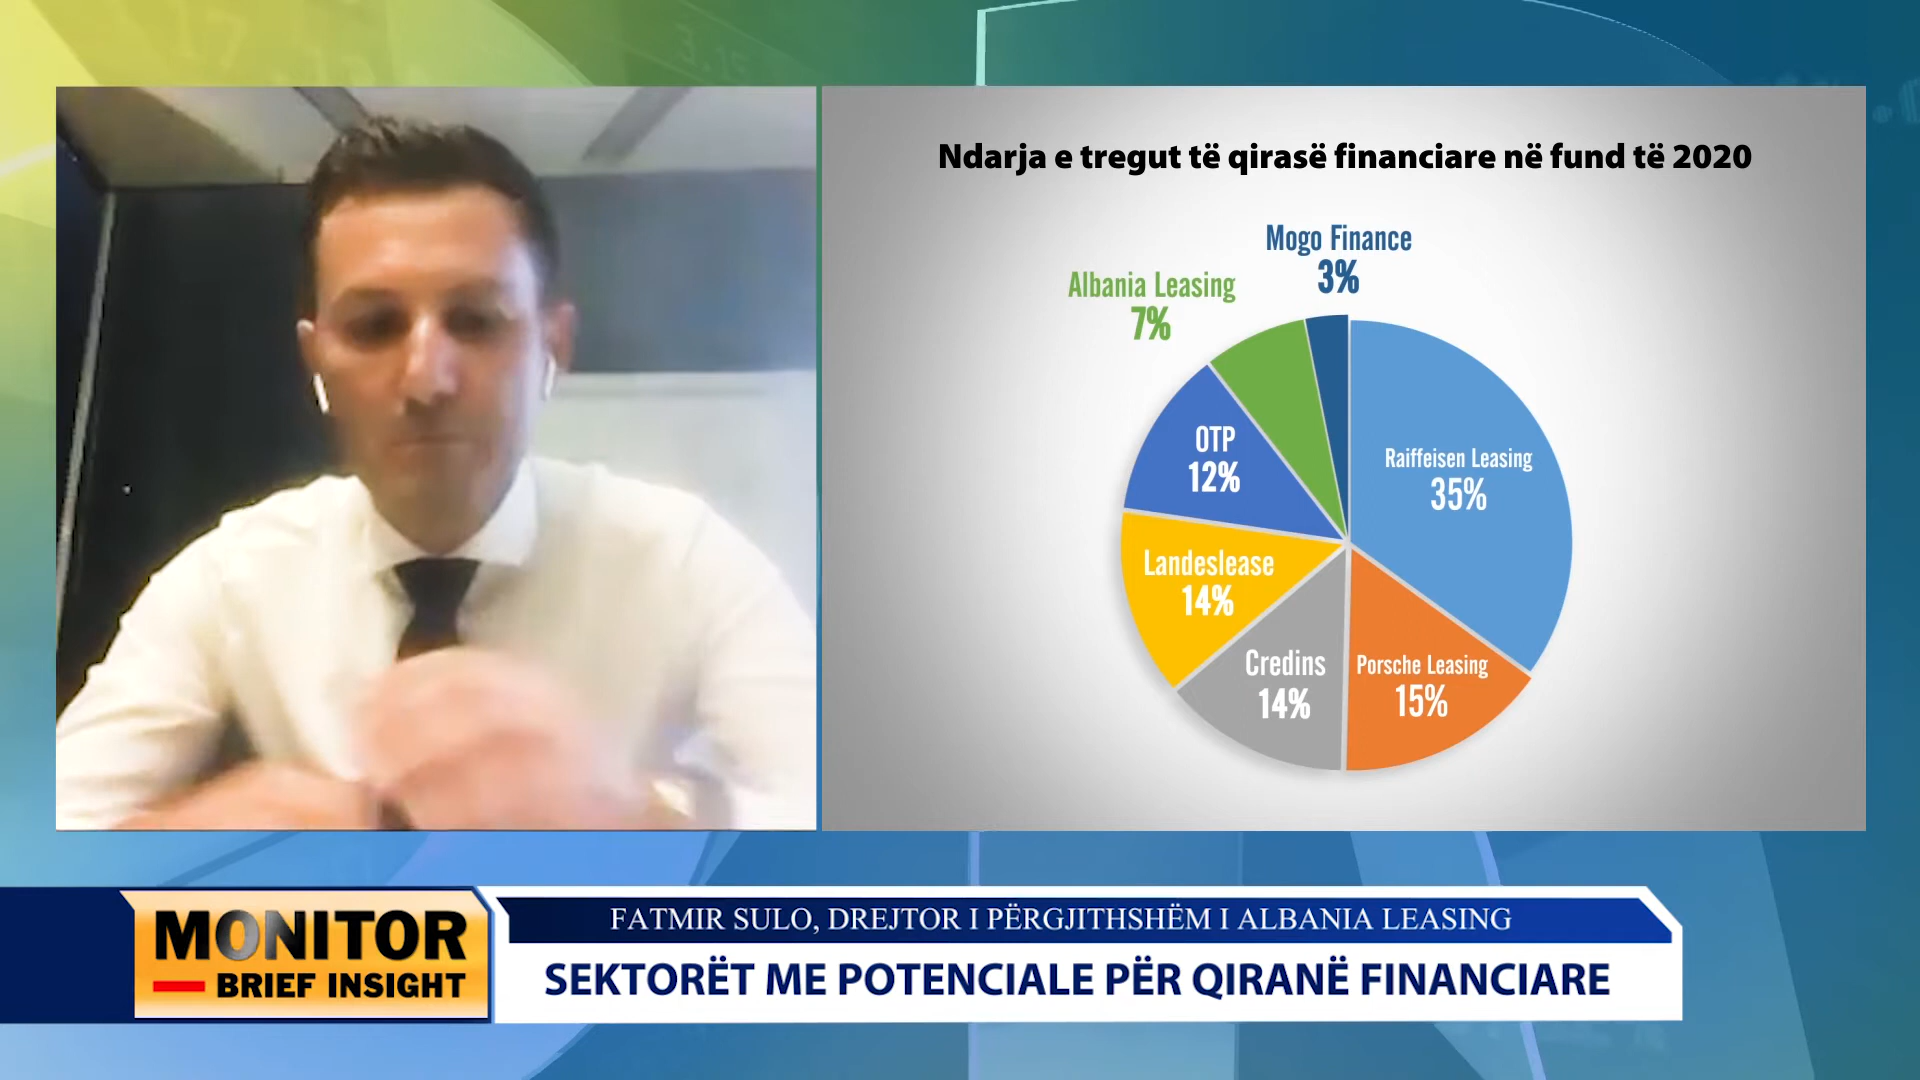 Ndarja e tregut të qirasë financiare në fund të 2020
Mogo Finance
3%
Albania Leasing
7%
OTP
12%
Raiffeisen Leasing
35%
Landeslease
14%
Credins
14%
Porsche Leasing
15%
MONITOR
BRIEF INSIGHT
FATMIR SULO, DREJTOR I PËRGJITHSHËM I ALBANIA LEASING
SEKTORËT ME POTENCIALE PËR QIRANË FINANCIARE